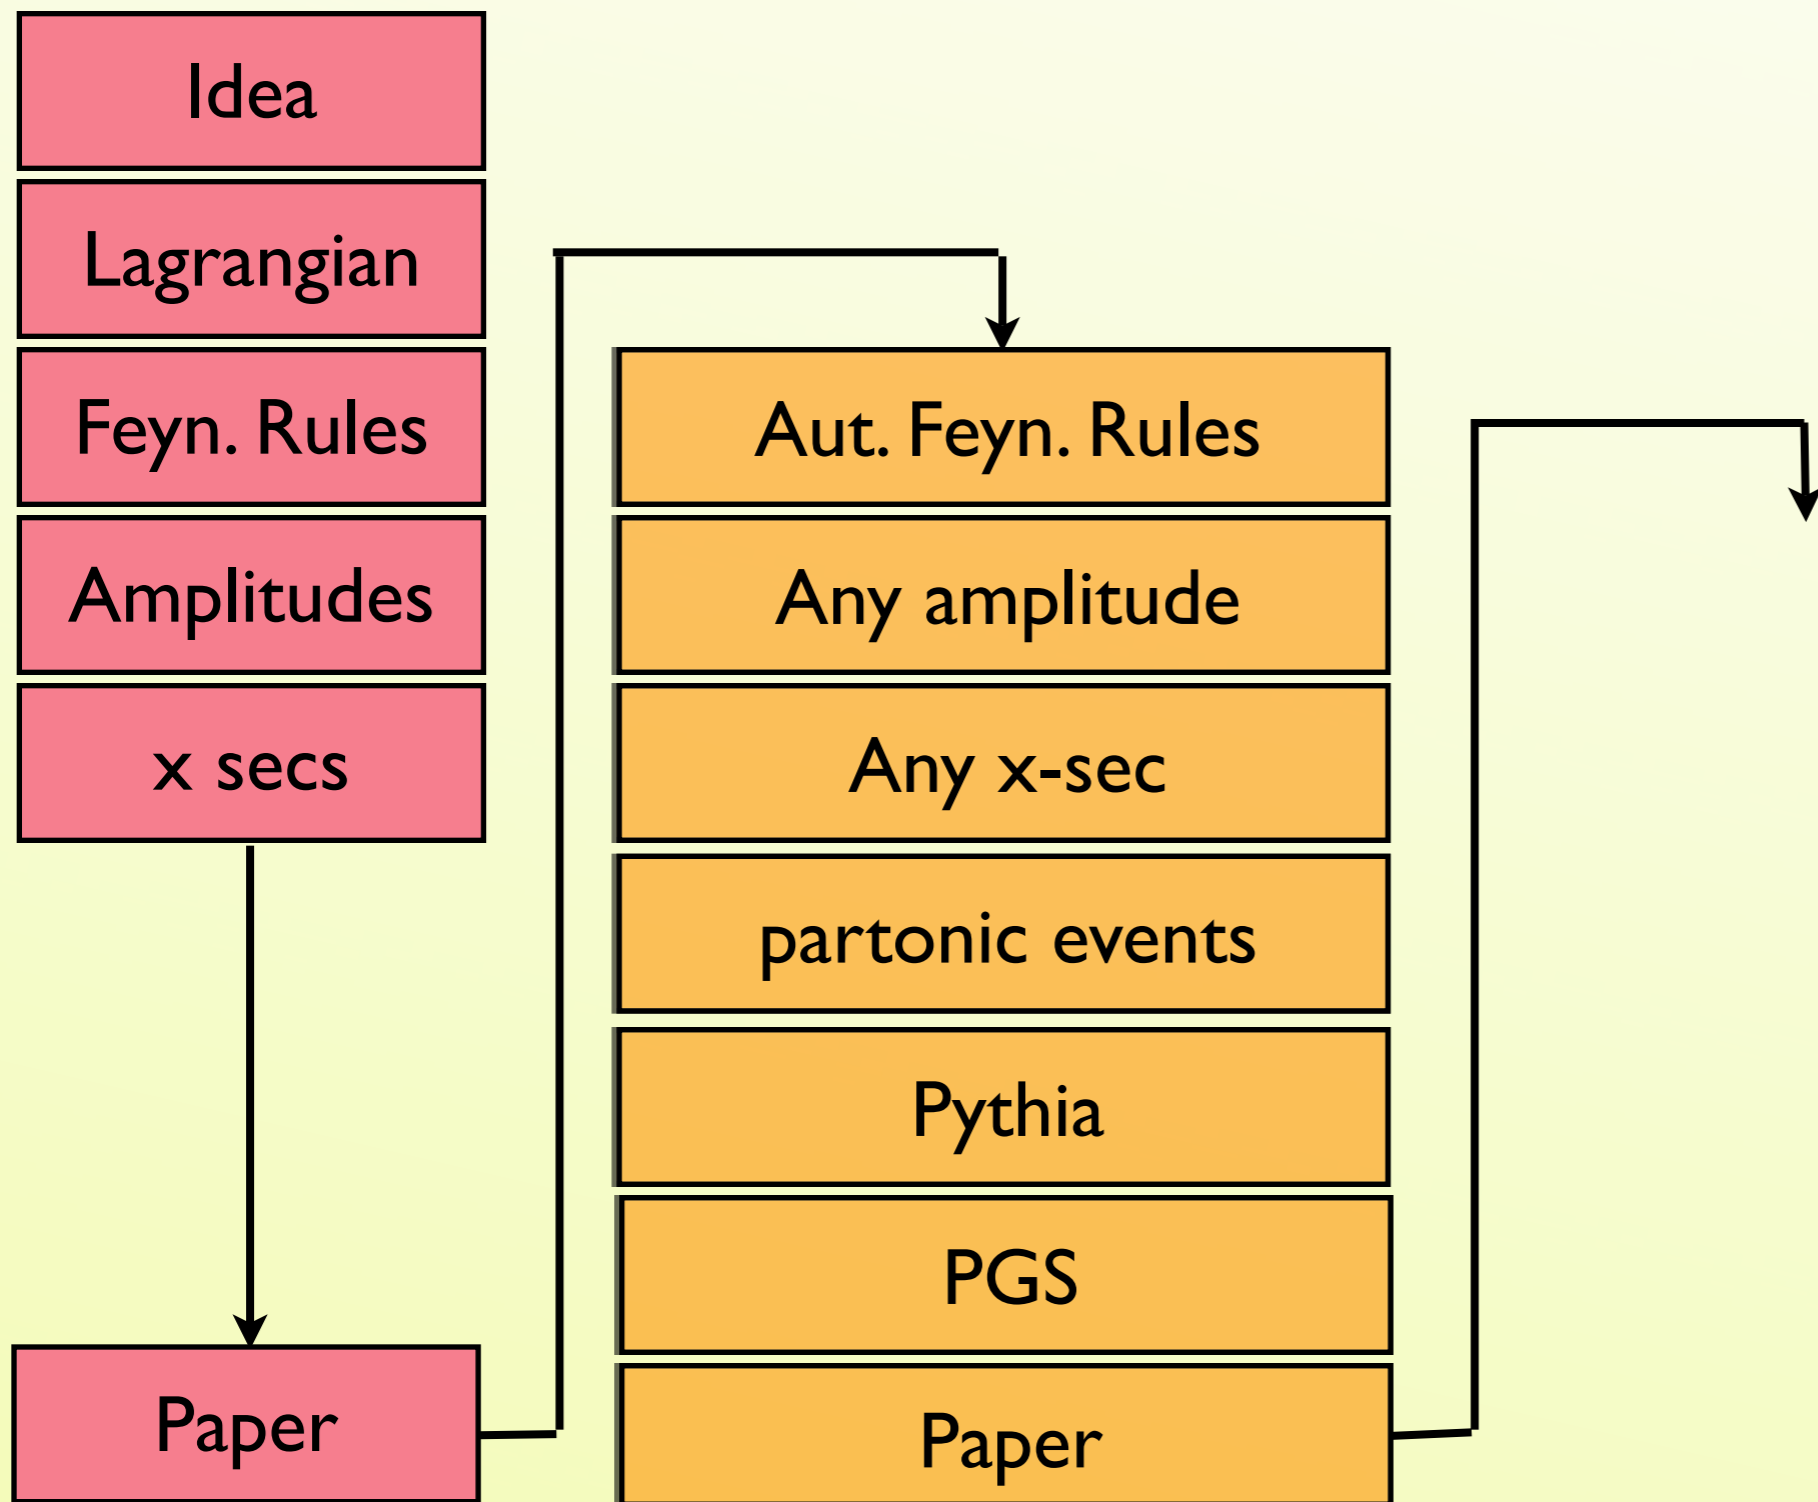 Idea
Lagrangian
Feyn. Rules
Amplitudes
x secs
Paper
Aut. Feyn. Rules
Any amplitude
Any x-sec
partonic events
Pythia
PGS
Paper